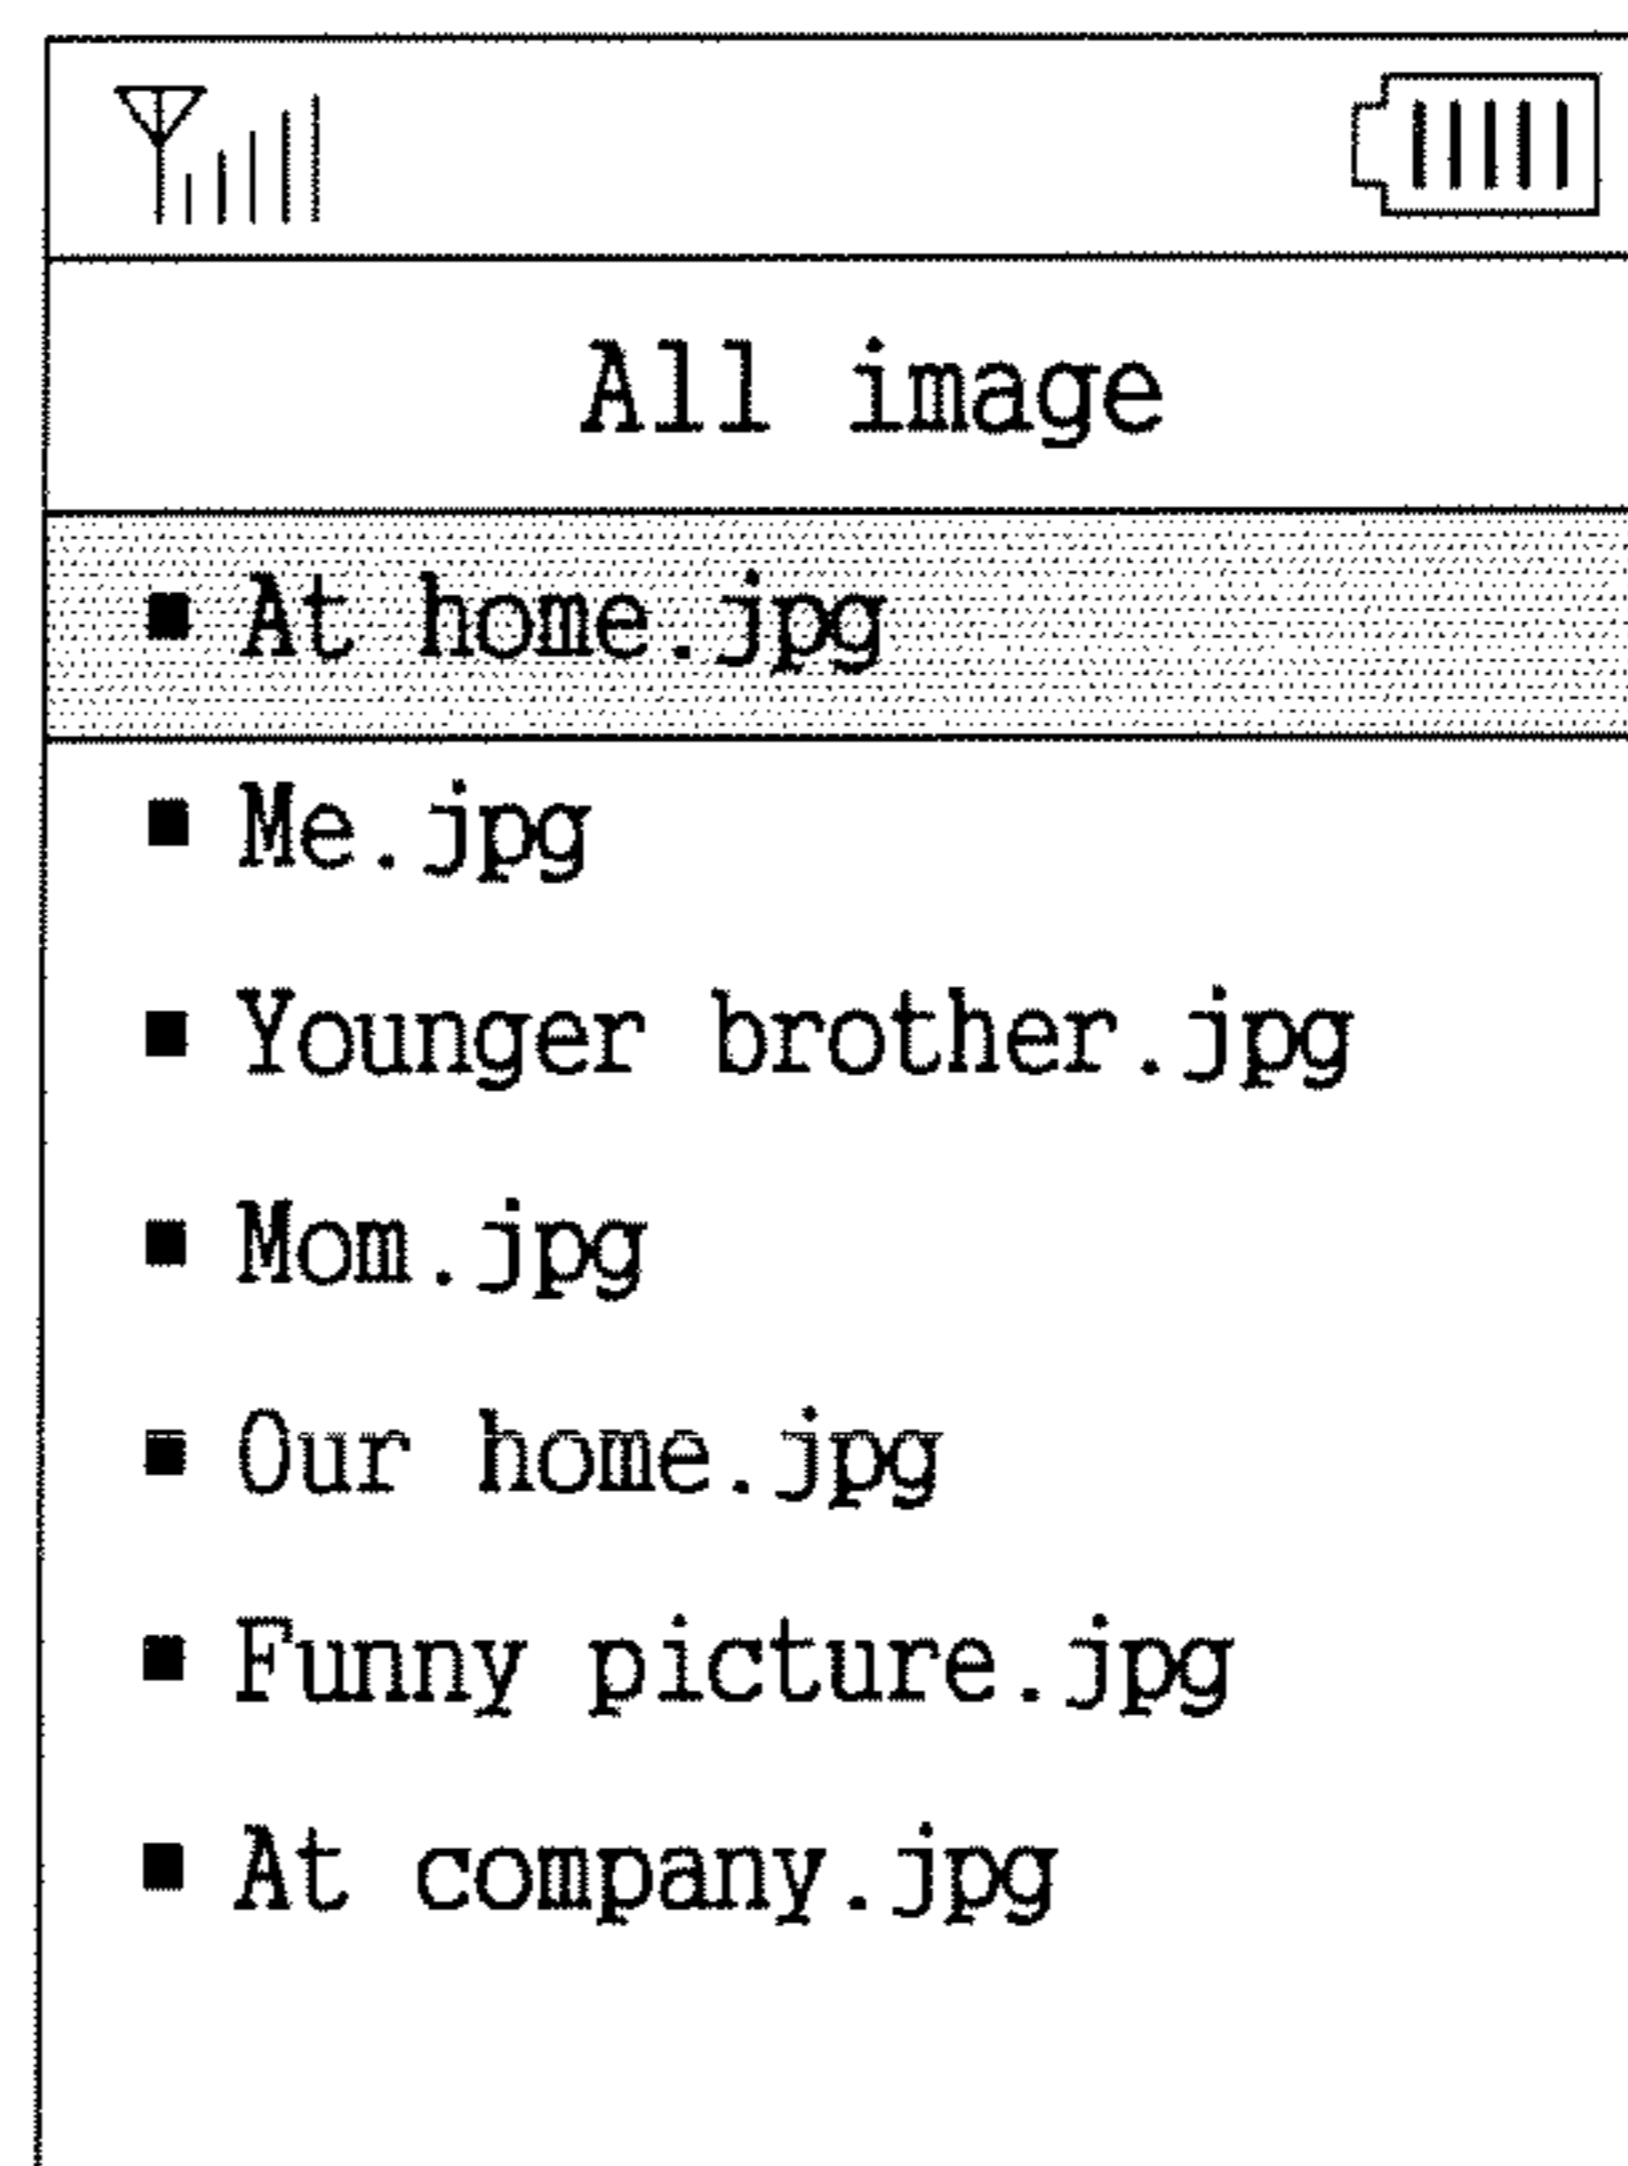 All image
▪ At home.jpg
▪ Me.jpg
▪ Younger brother.jpg
▪ Mom.jpg
▪ Our home.jpg
▪ Funny picture.jpg
▪ At company.jpg